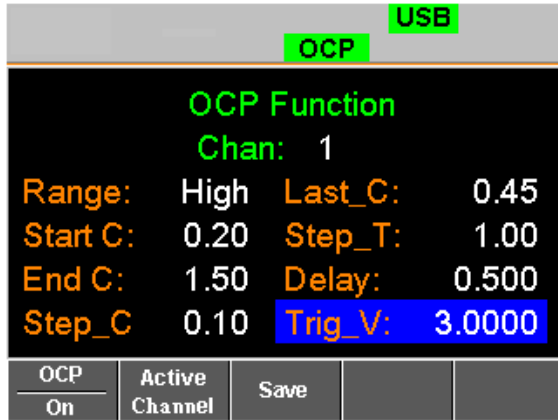 USB
OCP
OCP Function
Chan: 1
Range: High Last_C: 0.45
Start C: 0.20 Step_T: 1.00
End C: 1.50 Delay: 0.500
Step_C 0.10 Trig_V: 3.0000
OCP Active Save
On Channel